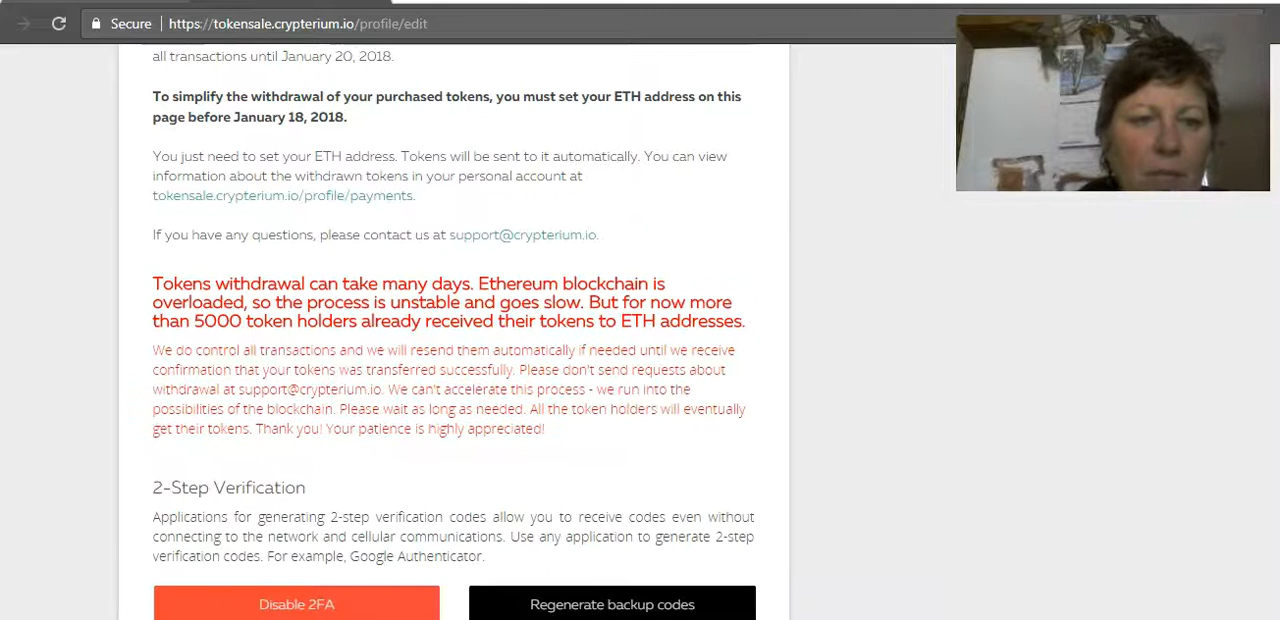 Secure https://tokensale.crypterium.io/profile/edit
all transactions until January 20, 2018.
To simplify the withdrawal of your purchased tokens, you must set your ETH address on this
page before January 18, 2018.
You just need to set your ETH address. Tokens will be sent to it automatically. You can view
information about the withdrawn tokens in your personal account at
tokensale.crypterium.io/profile/payments.
If you have any questions, please contact us at support@crypterium.io.
Tokens withdrawal can take many days. Ethereum blockchain is
overloaded, so the process is unstable and goes slow. But for now more
than 5000 token holders already received their tokens to ETH addresses.
We do control all transactions and we will resend them automatically if needed until we receive
confirmation that your tokens was transferred successfully. Please don't send requests about
withdrawal at support@crypterium.io. We can't accelerate this process - we run into the
possibilities of the blockchain. Please wait as long as needed. All the token holders will eventually
get their tokens. Thank you! Your patience is highly appreciated!
2-Step Verification
Applications for generating 2-step verification codes allow you to receive codes even without
connecting to the network and cellular communications. Use any application to generate 2-step
verification codes. For example, Google Authenticator.
Disable 2FA
Regenerate backup codes